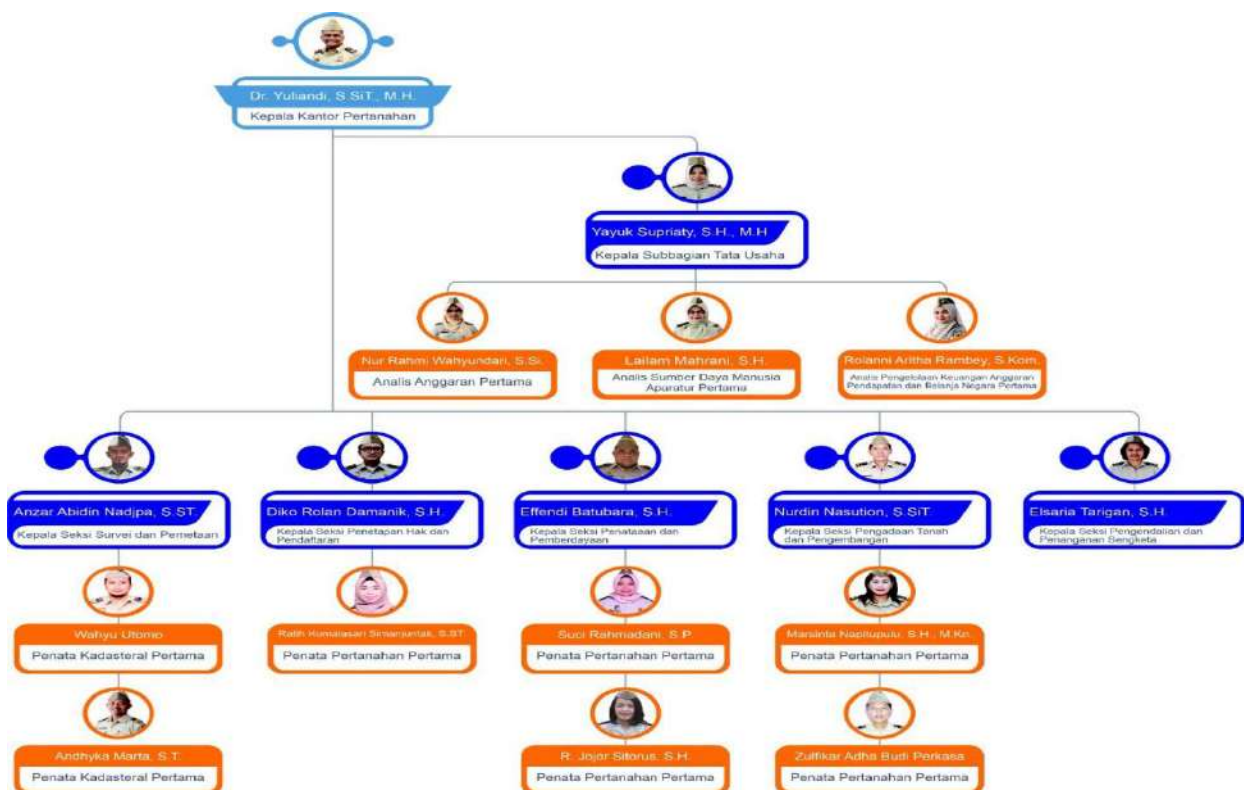 Dr. Yuliandi, S.SiT., M.H.
Kepala Kantor Pertanahan
Yayuk Supriaty, S.H., M.H
Kepala Subbagian Tata Usaha
Nur Rahmi Wahyundari, S.Si.
Analis Anggaran Pertama
Lailam Mahrani, S.H.
Analis Sumber Daya Manusia
Aparatur Pertama
Rolanni Aritha Rambey, S.Kom.
Analis Pengelolaan Keuangan Anggaran
Pendapatan dan Belanja Negara Pertama
Anzar Abidin Nadjpa, S.ST.
Kepala Seksi Survei dan Pemetaan
Diko Rolan Damanik, S.H.
Kepala Seksi Penetapan Hak dan
Pendaftaran
Effendi Batubara, S.H.
Kepala Seksi Penataaan dan
Pemberdayaan
Nurdin Nasution, S.SiT.
Kepala Seksi Pengadaan Tanah
dan Pengembangan
Elsaria Tarigan, S.H.
Kepala Seksi Pengendalian dan
Penanganan Sengketa
Wahyu Utomo
Penata Kadasteral Pertama
Ratih Kumalasari Simanjuntak, S.ST.
Penata Pertanahan Pertama
Suci Rahmadani, S.P.
Penata Pertanahan Pertama
Marsinta Napitupulu, S.H., M.Kn.
Penata Pertanahan Pertama
Andhyka Marta, S.T.
Penata Kadasteral Pertama
R. Jojor Sitorus, S.H.
Penata Pertanahan Pertama
Zulfikar Adha Budi Perkasa
Penata Pertanahan Pertama